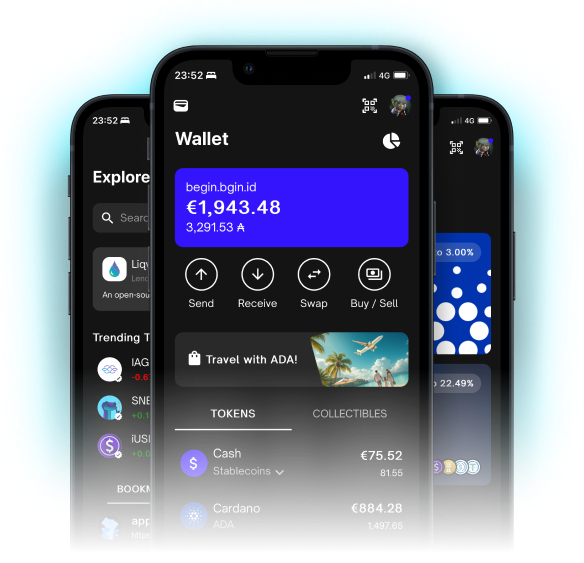 23:52
4G
Wallet
begin.bgin.id
€1,943.48
3,291.53 ₳
Send
Receive
Swap
Buy / Sell
Travel with ADA!
TOKENS
COLLECTIBLES
Cash
€75.52
Stablecoins
81.55
Cardano
€884.28
ADA
1,497.65
23:52
Explore
Searc
Liqv
Lend
An open-sou
Trending T
IAG
-0.6
SNE
+0.1
iUSI
+0.0
BOOKM
app
https
4G
o 3.00%
o 22.49%